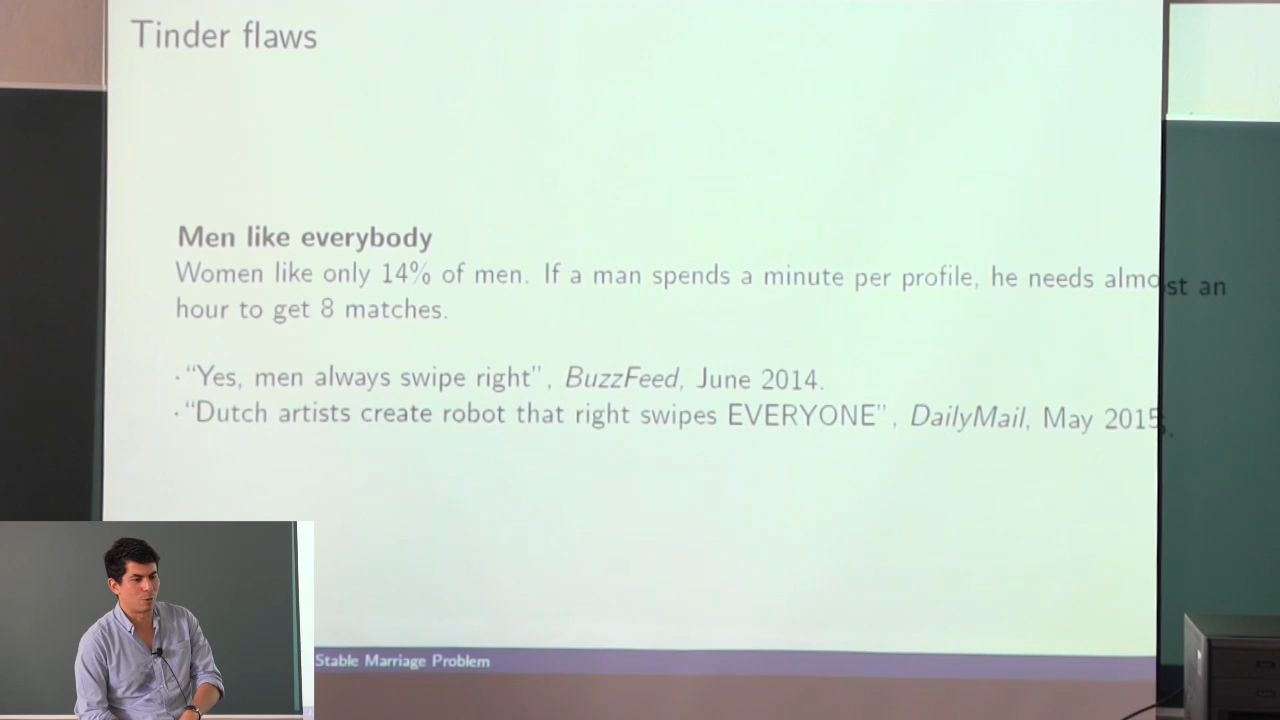 Tinder flaws
Men like everybody
Women like only 14% of men. If a man spends a minute per profile, he needs almost an
hour to get 8 matches.
· “Yes, men always swipe right”, BuzzFeed, June 2014.
· “Dutch artists create robot that right swipes EVERYONE”, DailyMail, May 2015.
Stable Marriage Problem